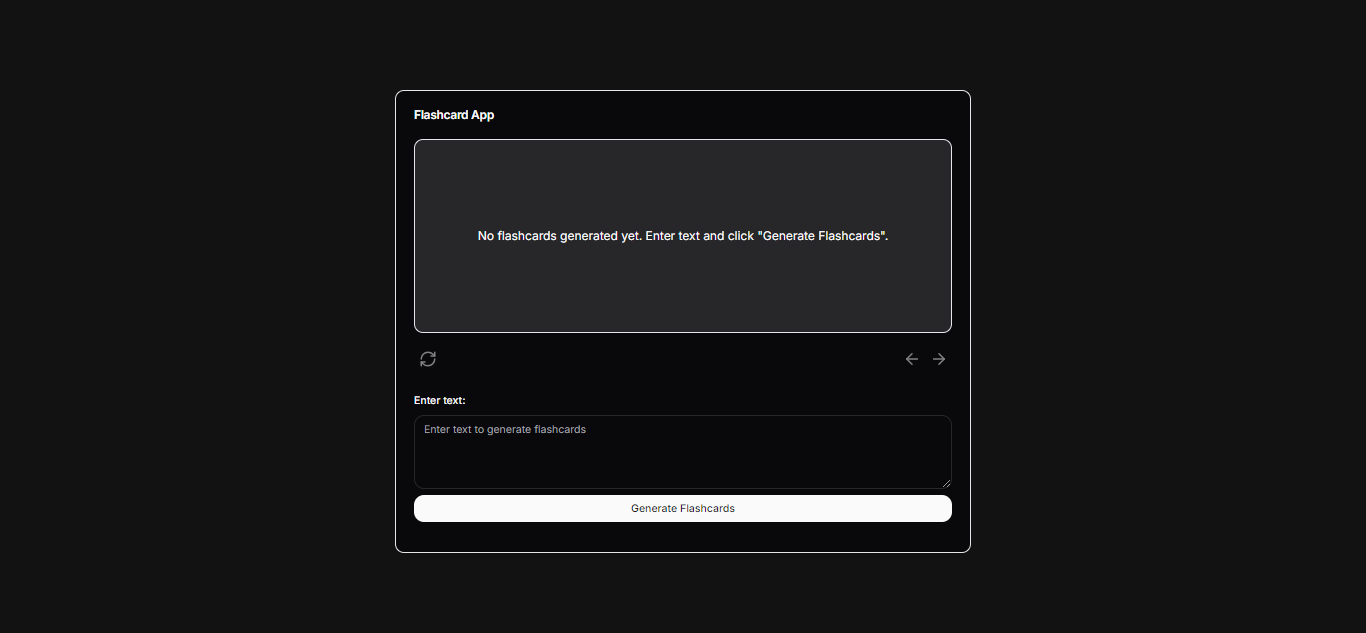 Flashcard App
No flashcards generated yet. Enter text and click "Generate Flashcards".
Enter text:
Enter text to generate flashcards
Generate Flashcards